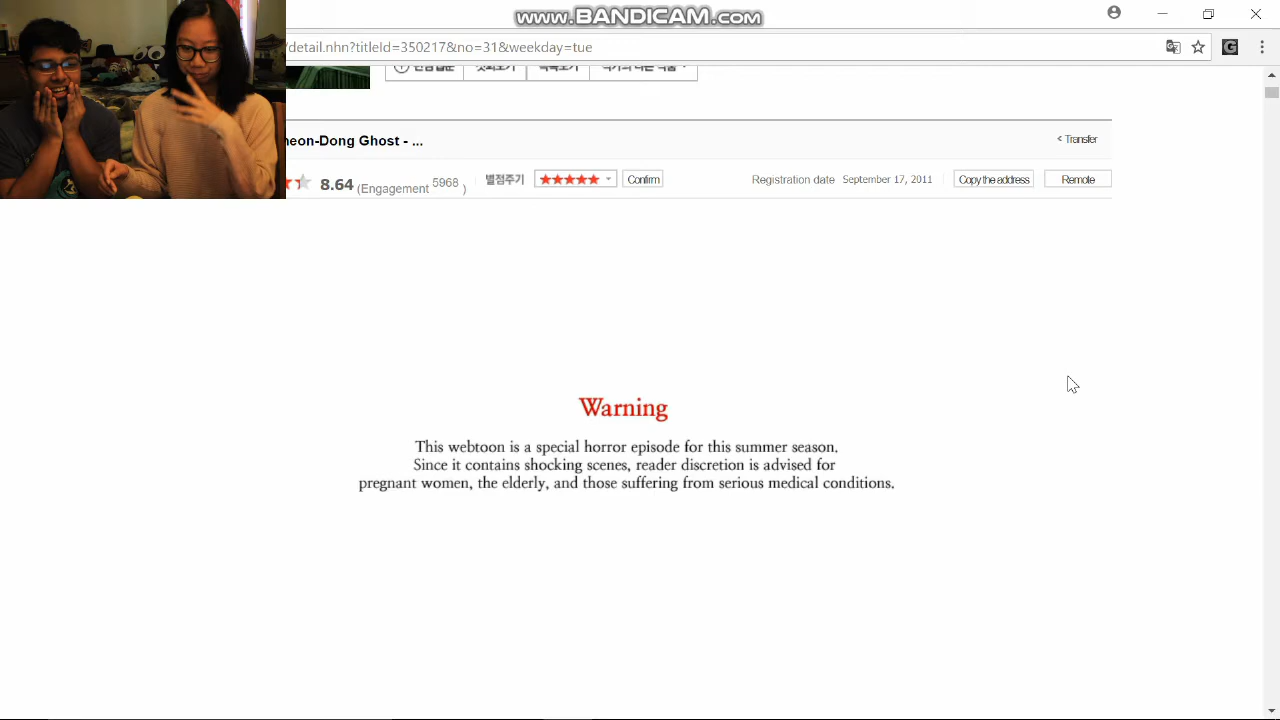 www.BANDICAM.com
/detail.nhn?titleId=350217&no=31&weekday=tue
heon-Dong Ghost - ...
< Transfer
8.64 (Engagement 5968 )
별점주기
Confirm
Registration date September 17, 2011
Copy the address
Promote
Warning
This webtoon is a special horror episode for this summer season.
Since it contains shocking scenes, reader discretion is advised for
pregnant women, the elderly, and those suffering from serious medical conditions.